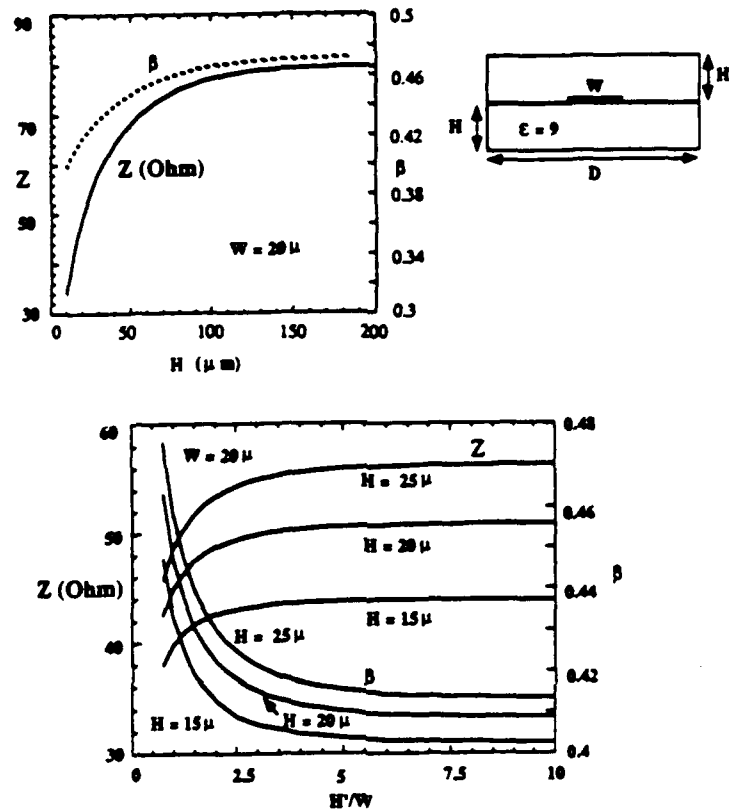 90
70
Z
50
30
β
Z (Ohm)
W = 20 μ
0.5
0.46
0.42
β
0.38
0.34
0.3
0 50 100 150 200
H (μ m)
W
H
H
ε = 9
D
60
50
Z (Ohm)
40
30
W = 20 μ
Z
H = 25 μ
H = 20 μ
H = 15 μ
H = 25 μ
β
H = 20 μ
H = 15 μ
0.48
0.46
0.44
β
0.42
0.4
0 2.5 5 7.5 10
H'/W